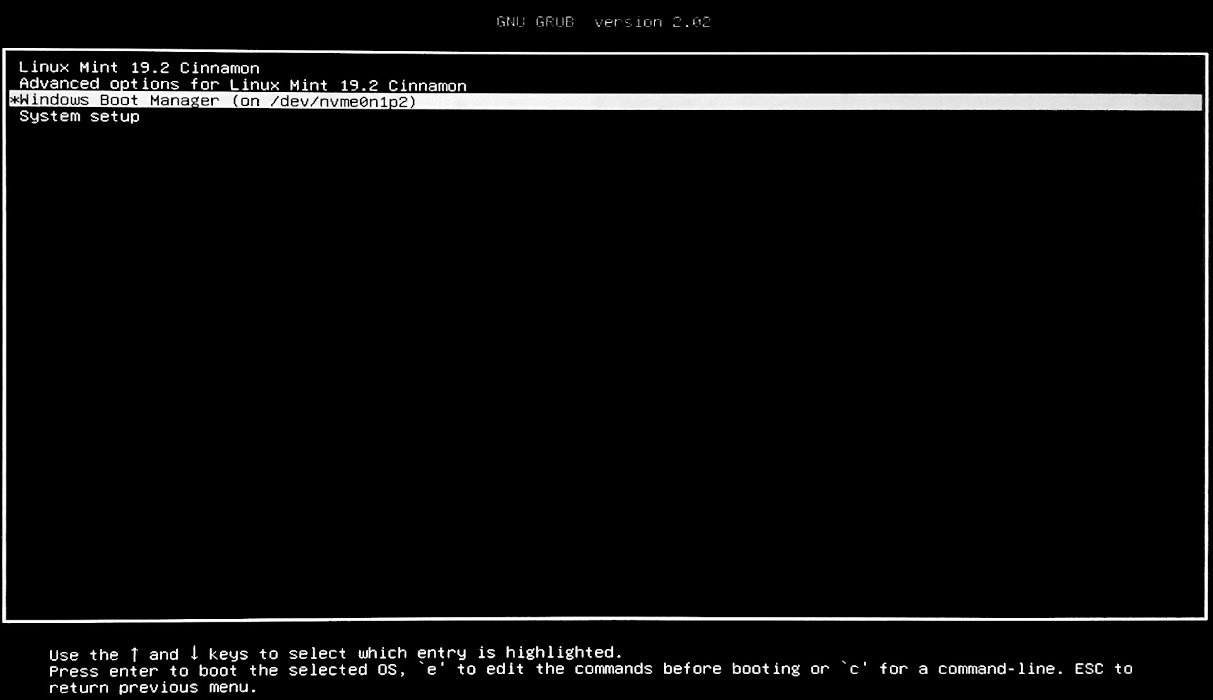 GNU GRUB  version 2.02
Linux Mint 19.2 Cinnamon
Advanced options for Linux Mint 19.2 Cinnamon
*Windows Boot Manager (on /dev/nvme0n1p2)
System setup
Use the ↑ and ↓ keys to select which entry is highlighted.
Press enter to boot the selected OS, `e' to edit the commands before booting or `c' for a command-line. ESC to
return previous menu.